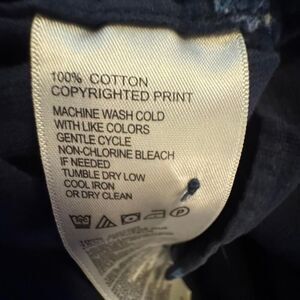 100% COTTON
COPYRIGHTED PRINT
MACHINE WASH COLD
WITH LIKE COLORS
GENTLE CYCLE
NON-CHLORINE BLEACH
IF NEEDED
TUMBLE DRY LOW
COOL IRON
OR DRY CLEAN